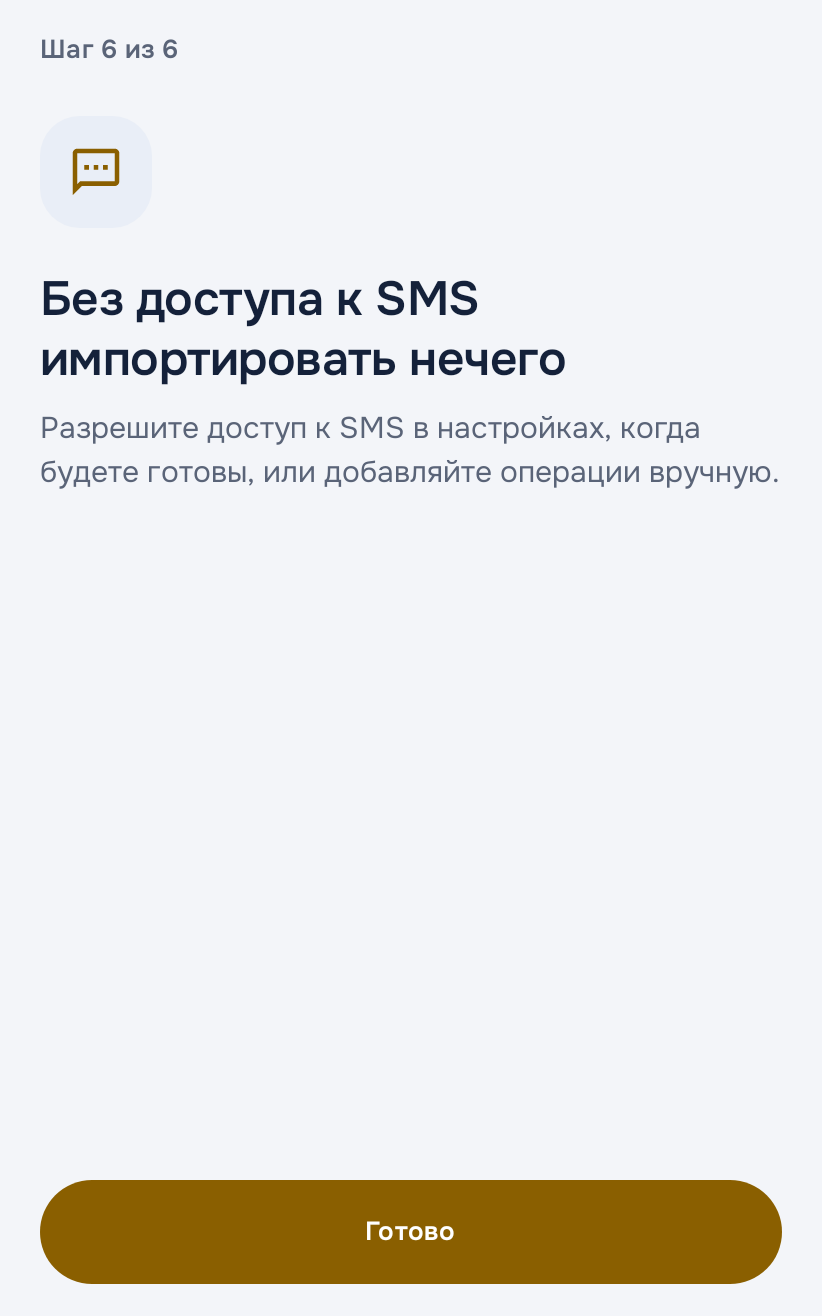 Шаг 6 из 6
Без доступа к SMS
импортировать нечего
Разрешите доступ к SMS в настройках, когда
будете готовы, или добавляйте операции вручную.
Готово